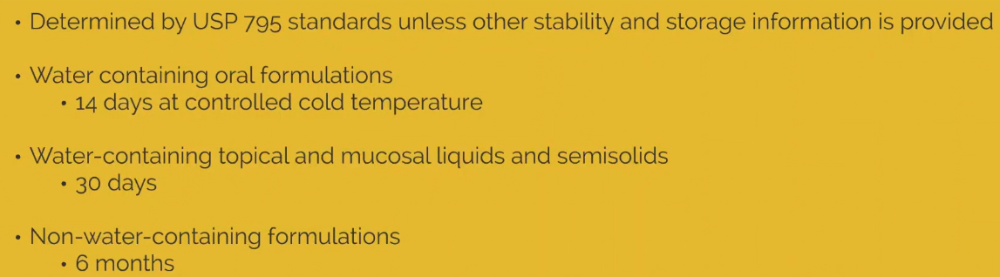 • Determined by USP 795 standards unless other stability and storage information is provided
• Water containing oral formulations
• 14 days at controlled cold temperature
• Water-containing topical and mucosal liquids and semisolids
• 30 days
• Non-water-containing formulations
• 6 months